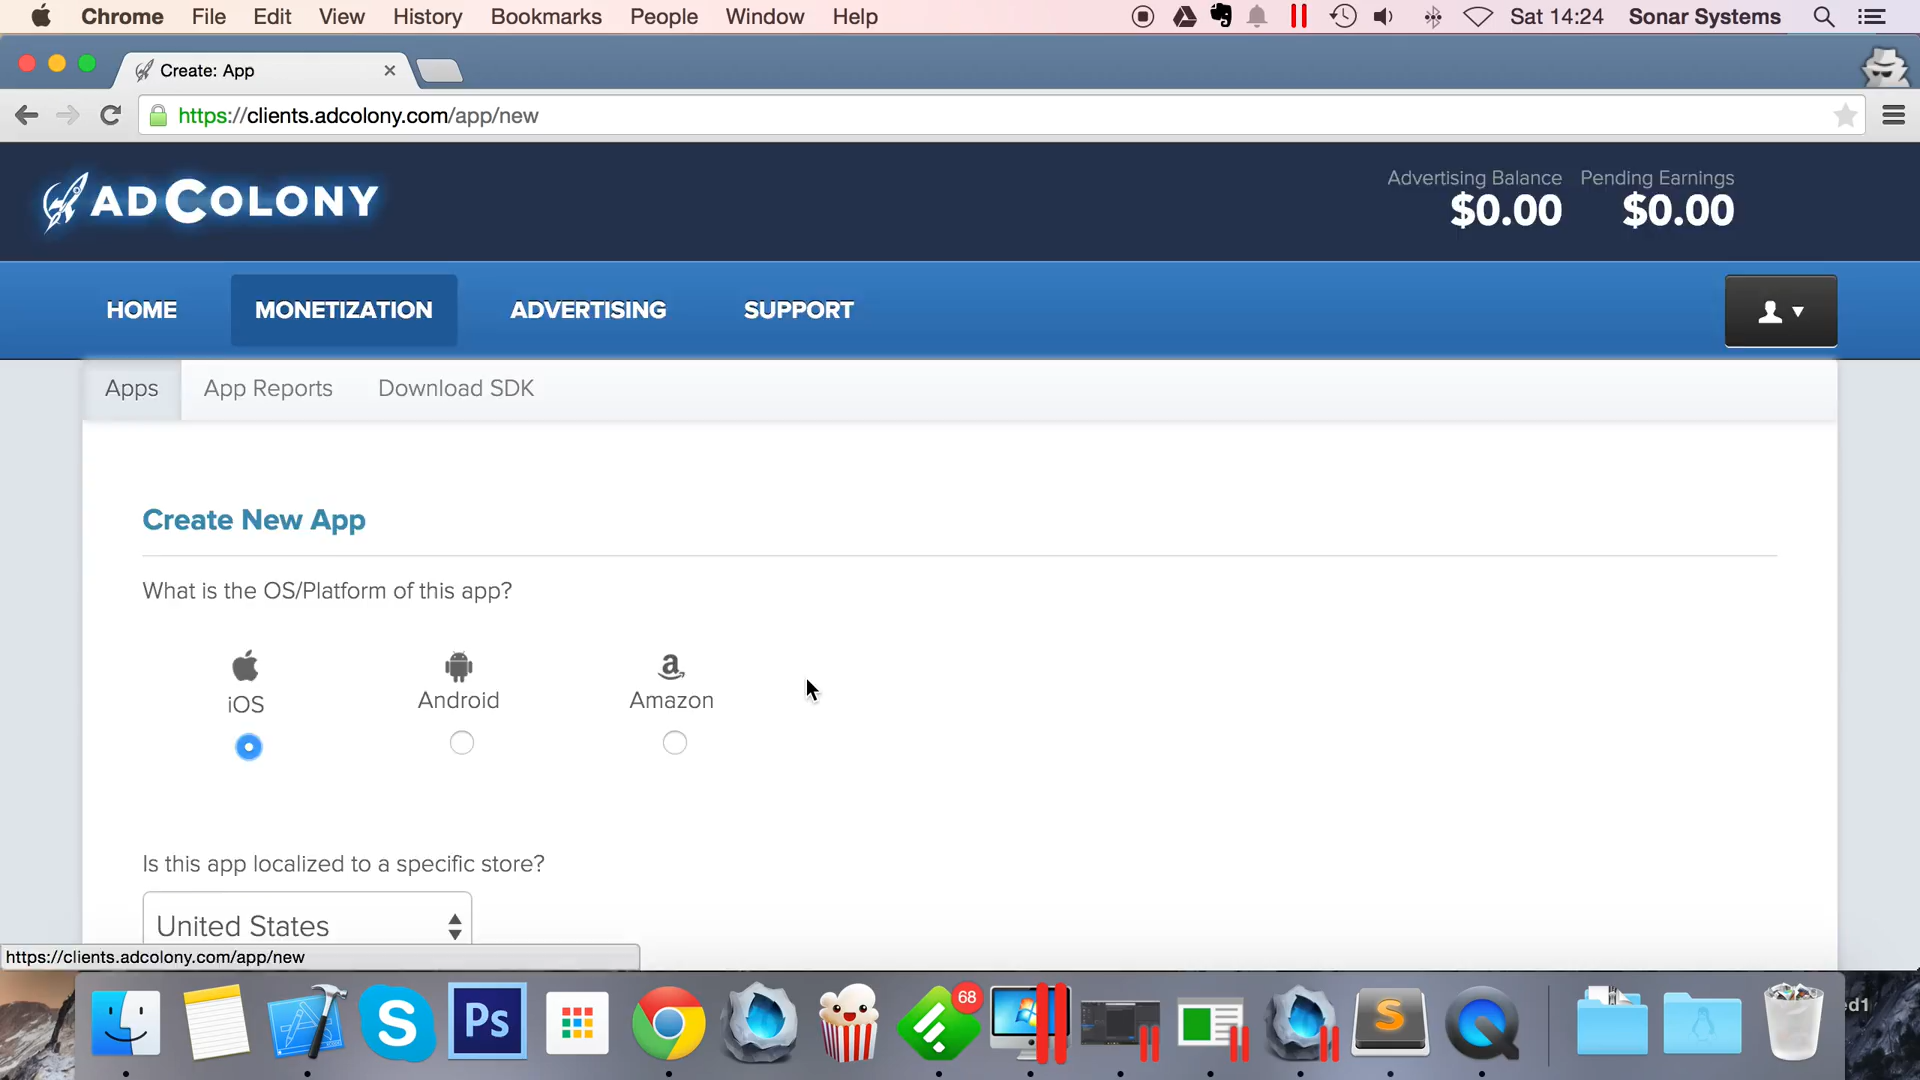 Chrome File Edit View History Bookmarks People Window Help Sat 14:24 Sonar Systems
Create: App
https://clients.adcolony.com/app/new
ADCOLONY
Advertising Balance Pending Earnings
$0.00 $0.00
HOME MONETIZATION ADVERTISING SUPPORT
Apps App Reports Download SDK
Create New App
What is the OS/Platform of this app?
iOS Android Amazon
Is this app localized to a specific store?
United States
https://clients.adcolony.com/app/new
68
Ps
ed1